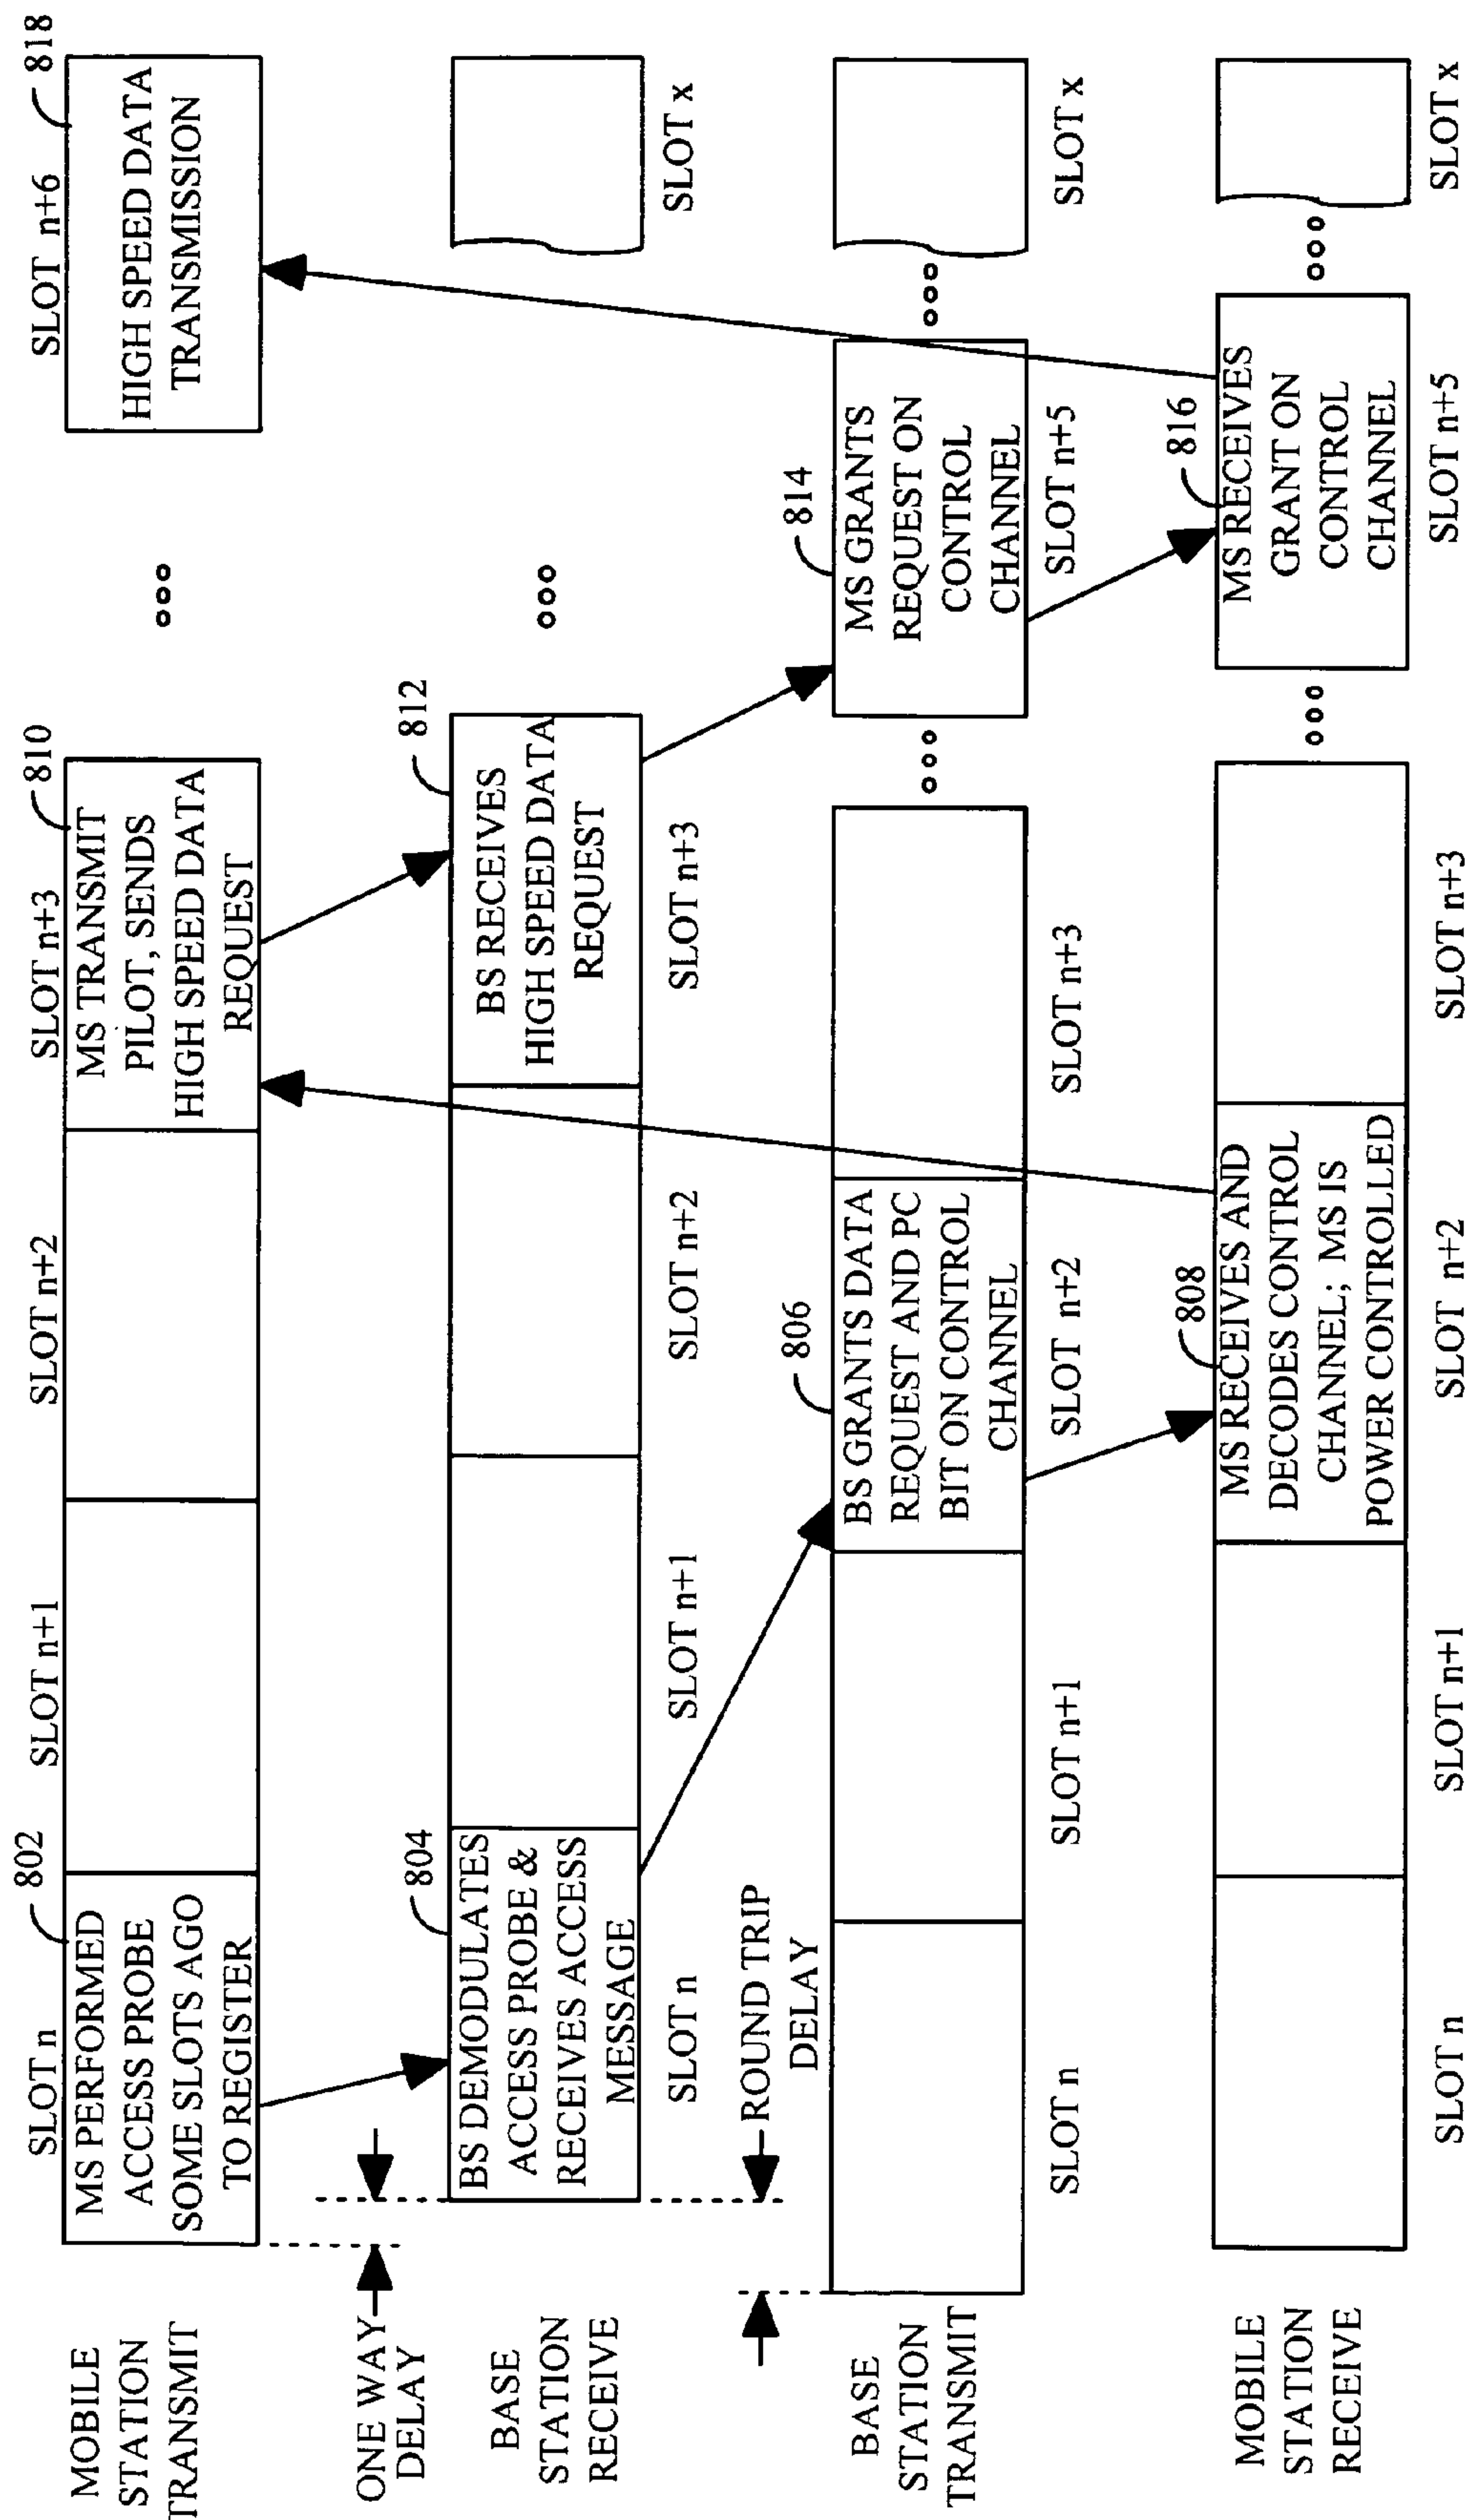 MOBILE
STATION
TRANSMIT
SLOT n
802
MS PERFORMED
ACCESS PROBE
SOME SLOTS AGO
TO REGISTER
SLOT n+1
SLOT n+2
SLOT n+3
810
MS TRANSMIT
PILOT, SENDS
HIGH SPEED DATA
REQUEST
SLOT n+6
818
HIGH SPEED DATA
TRANSMISSION
ONE WAY
DELAY
BASE
STATION
RECEIVE
804
BS DEMODULATES
ACCESS PROBE &
RECEIVES ACCESS
MESSAGE
812
BS RECEIVES
HIGH SPEED DATA
REQUEST
SLOT n
SLOT n+1
SLOT n+2
SLOT n+3
SLOT x
ROUND TRIP
DELAY
BASE
STATION
TRANSMIT
806
BS GRANTS DATA
REQUEST AND PC
BIT ON CONTROL
CHANNEL
814
MS GRANTS
REQUEST ON
CONTROL
CHANNEL
SLOT n
SLOT n+1
SLOT n+2
SLOT n+3
SLOT n+5
SLOT x
MOBILE
STATION
RECEIVE
808
MS RECEIVES AND
DECODES CONTROL
CHANNEL; MS IS
POWER CONTROLLED
816
MS RECEIVES
GRANT ON
CONTROL
CHANNEL
SLOT n
SLOT n+1
SLOT n+2
SLOT n+3
SLOT n+5
SLOT x